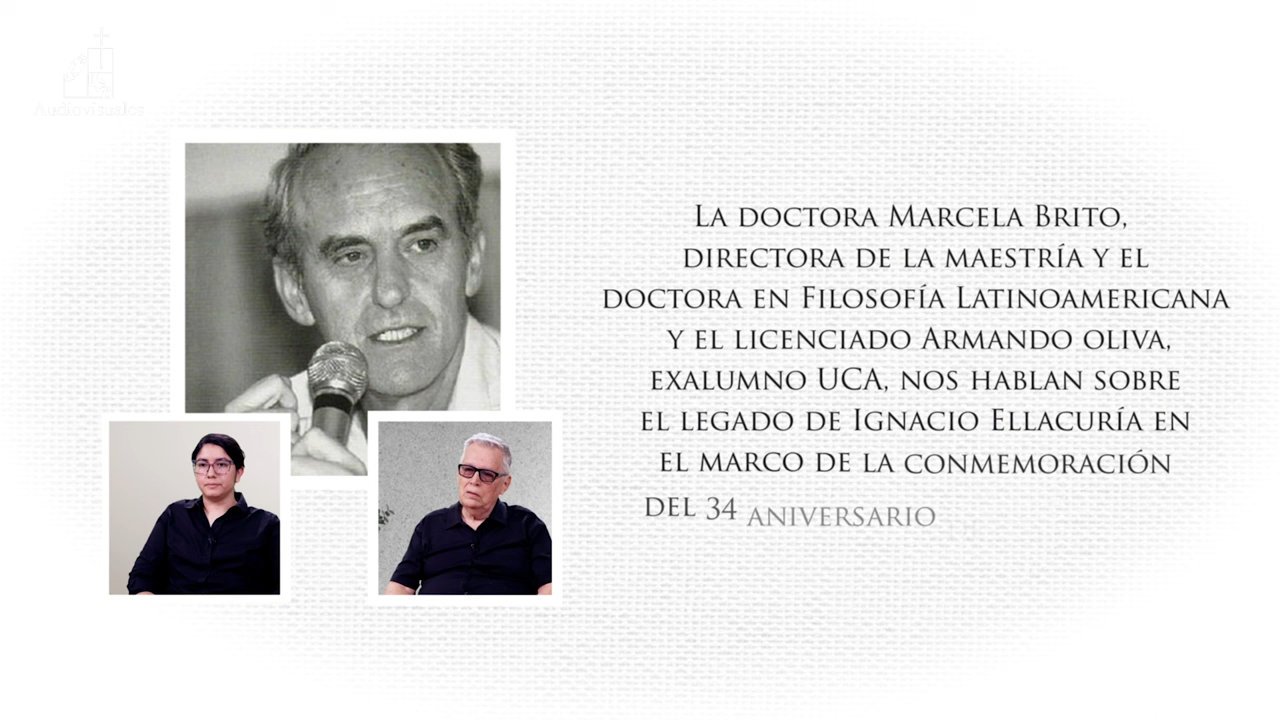 Audiovisuales
La doctora Marcela Brito,
directora de la maestría y el
doctora en Filosofía Latinoamericana
y el licenciado Armando oliva,
exalumno UCA, nos hablan sobre
el legado de Ignacio Ellacuría en
el marco de la conmemoración
del 34 aniversario